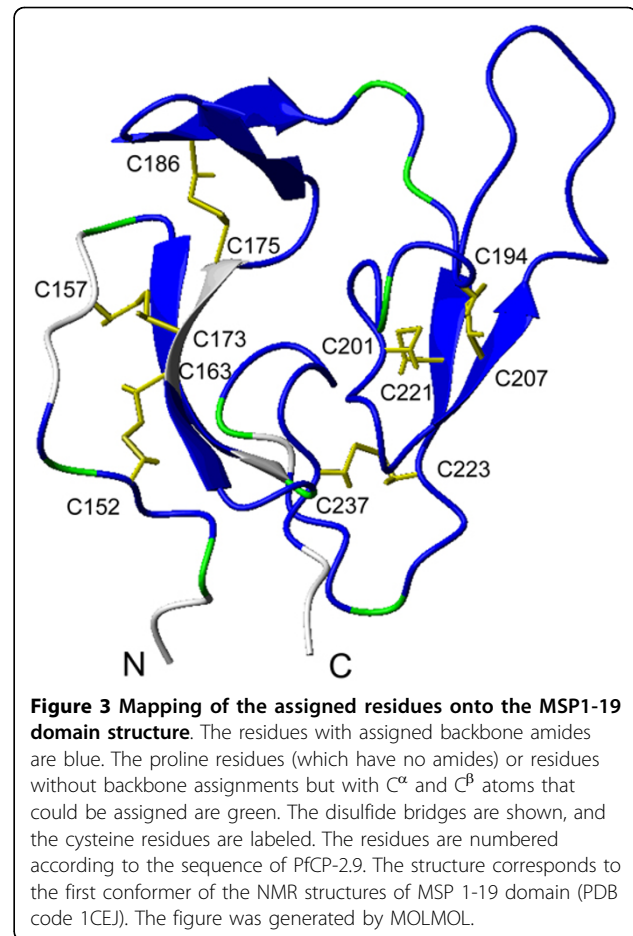 C186
C175
C194
C157
C173
C201
C163
C221
C207
C152
C223
C237
N
C
Figure 3 Mapping of the assigned residues onto the MSP1-19
domain structure. The residues with assigned backbone amides
are blue. The proline residues (which have no amides) or residues
without backbone assignments but with Cα and Cβ atoms that
could be assigned are green. The disulfide bridges are shown, and
the cysteine residues are labeled. The residues are numbered
according to the sequence of PfCP-2.9. The structure corresponds to
the first conformer of the NMR structures of MSP 1-19 domain (PDB
code 1CEJ). The figure was generated by MOLMOL.